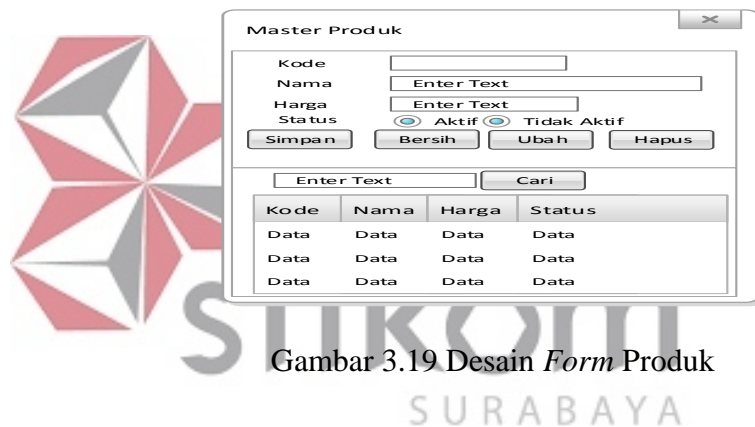 Master Produk
Kode
Nama Enter Text
Harga Enter Text
Status Aktif Tidak Aktif
Simpan Bersih Ubah Hapus
Enter Text Cari
Kode Nama Harga Status
Data Data Data Data
Data Data Data Data
Data Data Data Data
stikom
Gambar 3.19 Desain Form Produk
SURABAYA